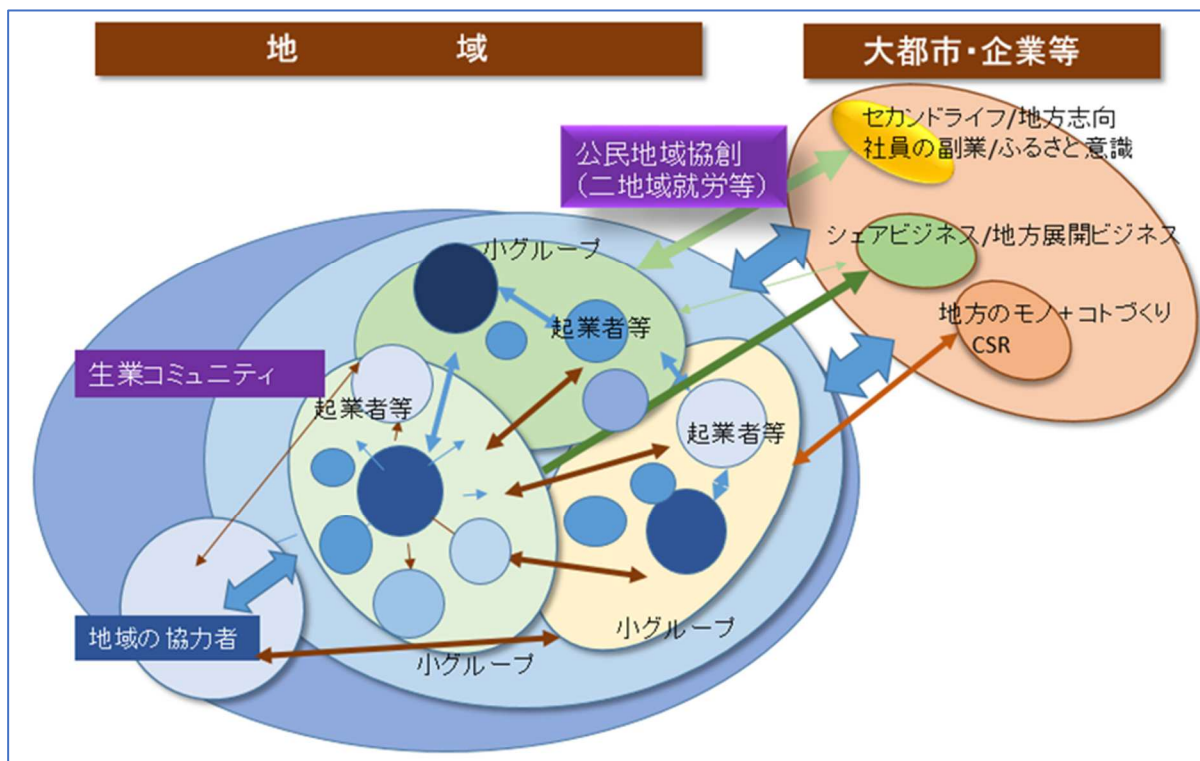 地　　域
大都市・企業等
セカンドライフ/地方志向
社員の副業/ふるさと意識
公民地域協創
（二地域就労等）
シェアビジネス/地方展開ビジネス
小グループ
地方のモノ+コトづくり
CSR
起業者等
生業コミュニティ
起業者等
起業者等
地域の協力者
小グループ
小グループ